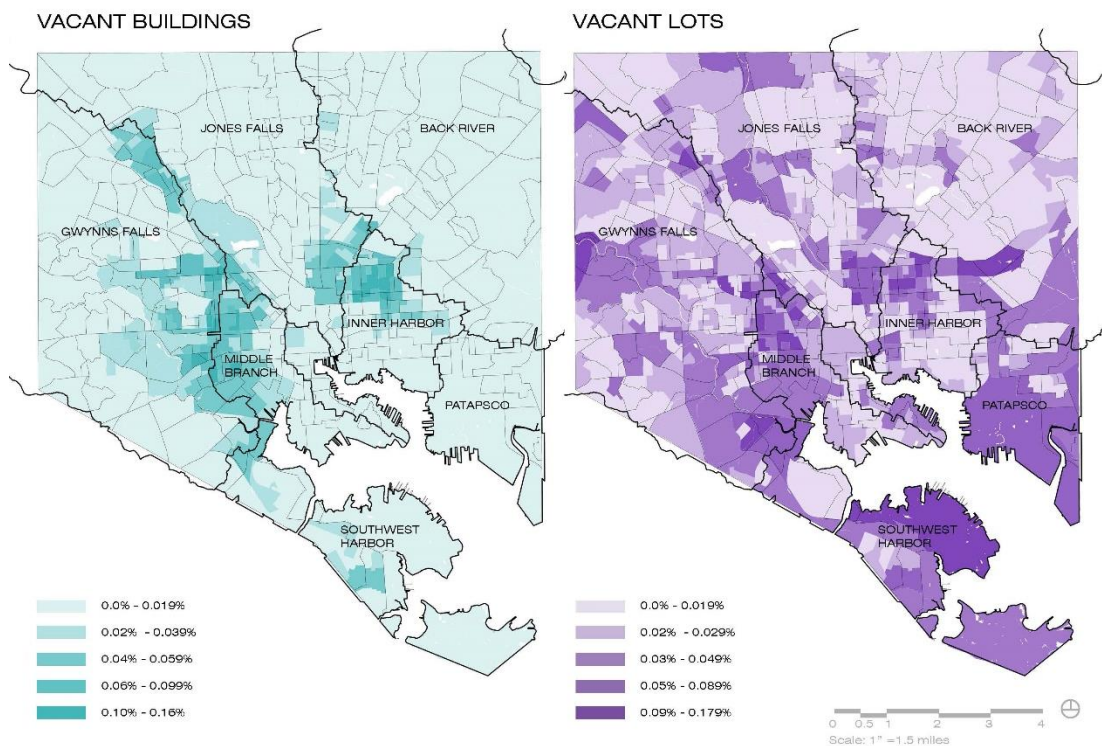 VACANT BUILDINGS
JONES FALLS
BACK RIVER
GWYNNS FALLS
INNER HARBOR
MIDDLE
BRANCH
PATAPSCO
SOUTHWEST
HARBOR
0.0% - 0.019%
0.02% - 0.039%
0.04% - 0.059%
0.06% - 0.099%
0.10% - 0.16%
VACANT LOTS
JONES FALLS
BACK RIVER
GWYNNS FALLS
INNER HARBOR
MIDDLE
BRANCH
PATAPSCO
SOUTHWEST
HARBOR
0.0% - 0.019%
0.02% - 0.029%
0.03% - 0.049%
0.05% - 0.089%
0.09% - 0.179%
0 0.5 1 2 3 4
Scale: 1" =1.5 miles